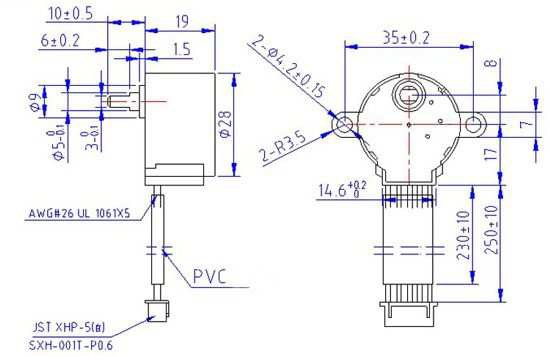 10±0.5
19
6±0.2
1.5
Φ9
Φ5 0 -0.1
3 0 -0.1
Φ28
AWG#26 UL 1061X5
PVC
JST XHP-5(白)
SXH-001T-P0.6
35±0.2
2-Φ4.2±0.15
2-R3.5
8
7
17
14.6 +0.2 0
230±10
250±10